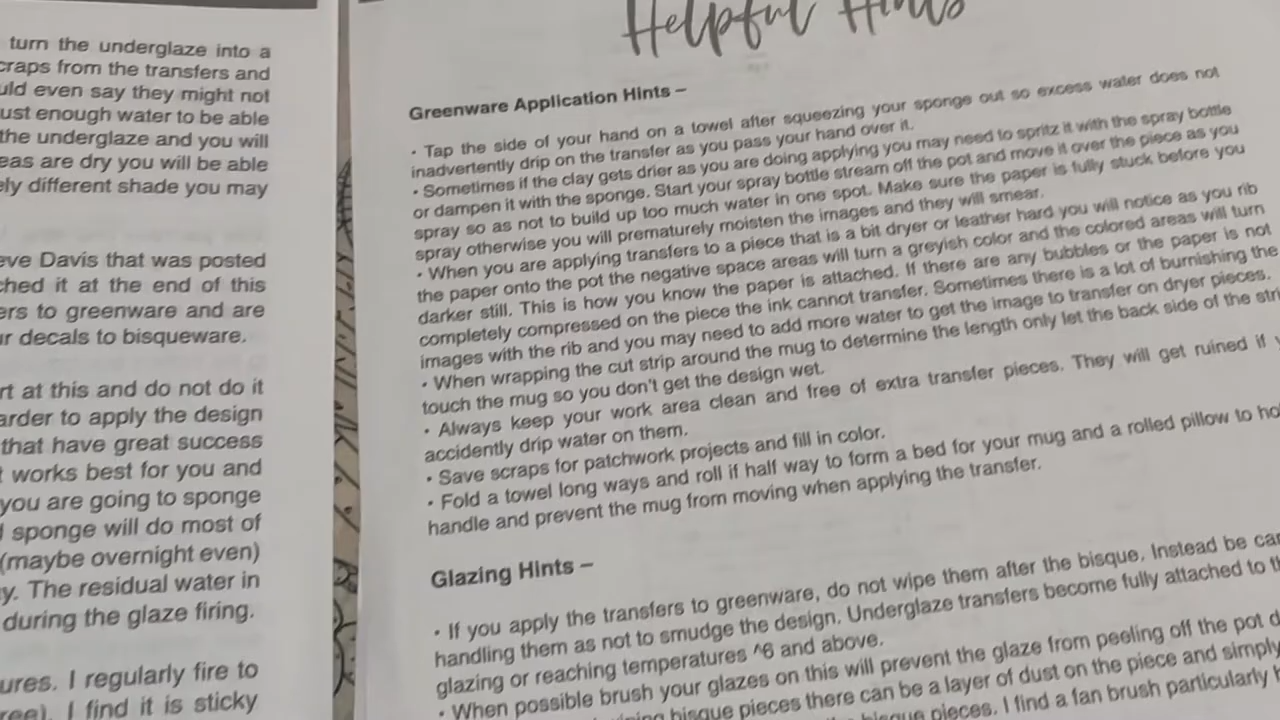 turn the underglaze into a
craps from the transfers and
uld even say they might not
ust enough water to be able
the underglaze and you will
eas are dry you will be able
ely different shade you may
eve Davis that was posted
ched it at the end of this
ers to greenware and are
ur decals to bisqueware.
rt at this and do not do it
arder to apply the design
that have great success
t works best for you and
you are going to sponge
d sponge will do most of
(maybe overnight even)
y. The residual water in
during the glaze firing.
ures. I regularly fire to
ree). I find it is sticky
Helpful Hints
Greenware Application Hints –
• Tap the side of your hand on a towel after squeezing your sponge out so excess water does not
inadvertently drip on the transfer as you pass your hand over it.
• Sometimes if the clay gets drier as you are doing applying you may need to spritz it with the spray bottle
or dampen it with the sponge. Start your spray bottle stream off the pot and move it over the piece as you
spray so as not to build up too much water in one spot. Make sure the paper is fully stuck before you
spray otherwise you will prematurely moisten the images and they will smear.
• When you are applying transfers to a piece that is a bit dryer or leather hard you will notice as you rib
the paper onto the pot the negative space areas will turn a greyish color and the colored areas will turn
darker still. This is how you know the paper is attached. If there are any bubbles or the paper is not
completely compressed on the piece the ink cannot transfer. Sometimes there is a lot of burnishing the
images with the rib and you may need to add more water to get the image to transfer on dryer pieces.
• When wrapping the cut strip around the mug to determine the length only let the back side of the stri
touch the mug so you don't get the design wet.
• Always keep your work area clean and free of extra transfer pieces. They will get ruined if y
accidently drip water on them.
• Save scraps for patchwork projects and fill in color.
• Fold a towel long ways and roll if half way to form a bed for your mug and a rolled pillow to ho
handle and prevent the mug from moving when applying the transfer.
Glazing Hints –
• If you apply the transfers to greenware, do not wipe them after the bisque. Instead be car
handling them as not to smudge the design. Underglaze transfers become fully attached to th
glazing or reaching temperatures ^6 and above.
• When possible brush your glazes on this will prevent the glaze from peeling off the pot d
bisque pieces there can be a layer of dust on the piece and simply
bisque pieces. I find a fan brush particularly